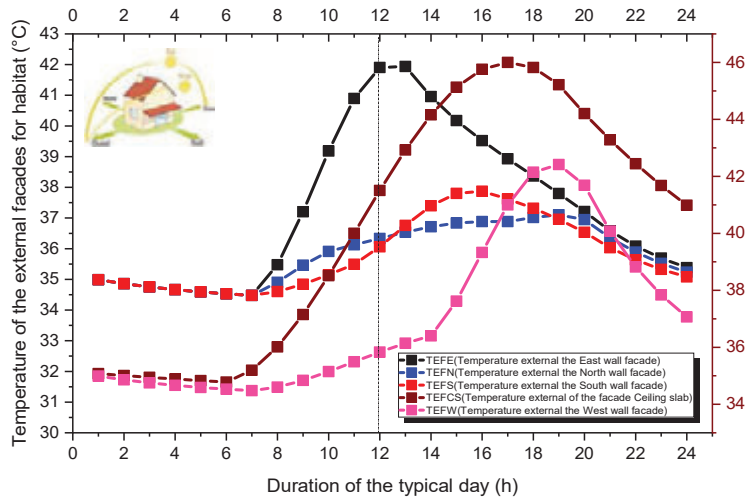 0 2 4 6 8 10 12 14 16 18 20 22 24
43
42
41
40
39
38
37
36
35
34
33
32
31
30
46
44
42
40
38
36
34
Temperature of the external facades for habitat (°C)
TEFE(Temperature external the East wall facade)
TEFN(Temperature external the North wall facade)
TEFS(Temperature external the South wall facade)
TEFCS(Temperature external of the facade Ceiling slab)
TEFW(Temperature external the West wall facade)
0 2 4 6 8 10 12 14 16 18 20 22 24
Duration of the typical day (h)